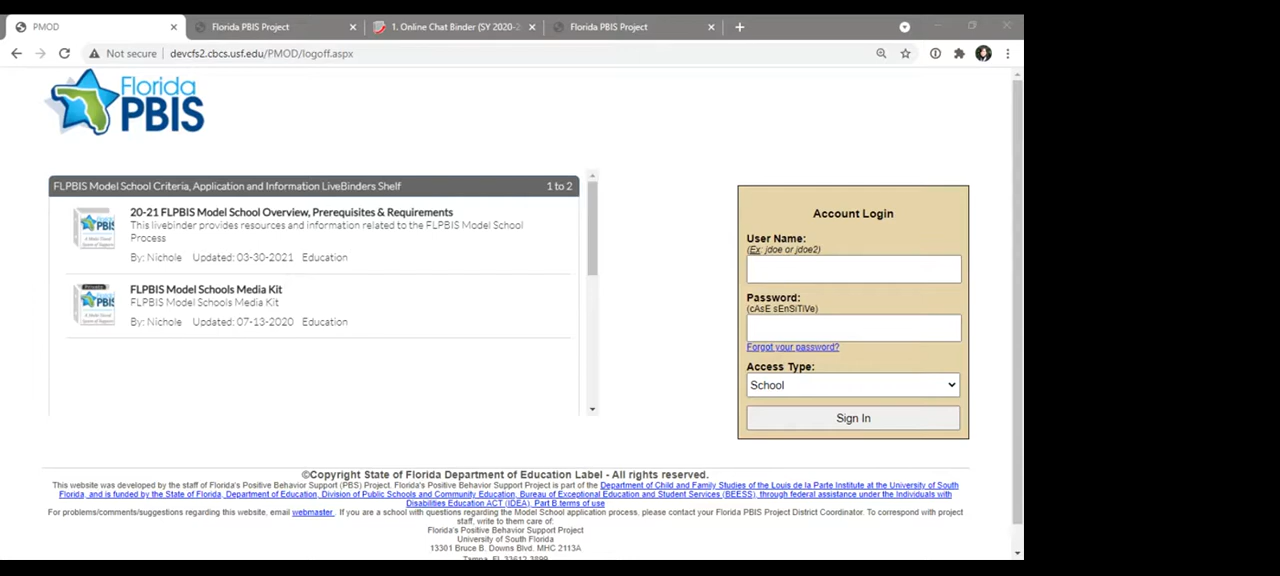 PMOD
Florida PBIS Project
1. Online Chat Binder (SY 2020-2
Florida PBIS Project
Not secure
devcfs2.cbcs.usf.edu/PMOD/logoff.aspx
Florida
PBIS
FLPBIS Model School Criteria, Application and Information LiveBinders Shelf
1 to 2
20-21 FLPBIS Model School Overview, Prerequisites & Requirements
This livebinder provides resources and information related to the FLPBIS Model School
Process
By: Nichole Updated: 03-30-2021 Education
FLPBIS Model Schools Media Kit
FLPBIS Model Schools Media Kit
By: Nichole Updated: 07-13-2020 Education
Account Login
User Name:
(Ex: jdoe or jdoe2)
Password:
(cAsE sEnSiTiVe)
Forgot your password?
Access Type:
School
Sign In
©Copyright State of Florida Department of Education Label - All rights reserved.
This website was developed by the staff of Florida's Positive Behavior Support (PBS) Project. Florida's Positive Behavior Support Project is part of the Department of Child and Family Studies of the Louis de la Parte Institute at the University of South
Florida, and is funded by the State of Florida, Department of Education, Division of Public Schools and Community Education, Bureau of Exceptional Education and Student Services (BEESS), through federal assistance under the Individuals with
Disabilities Education ACT (IDEA), Part B terms of use
For problems/comments/suggestions regarding this website, email webmaster. If you are a school with questions regarding the Model School application process, please contact your Florida PBIS Project District Coordinator. To correspond with project
staff, write to them care of:
Florida's Positive Behavior Support Project
University of South Florida
13301 Bruce B. Downs Blvd. MHC 2113A
Tampa, FL 33612-3899